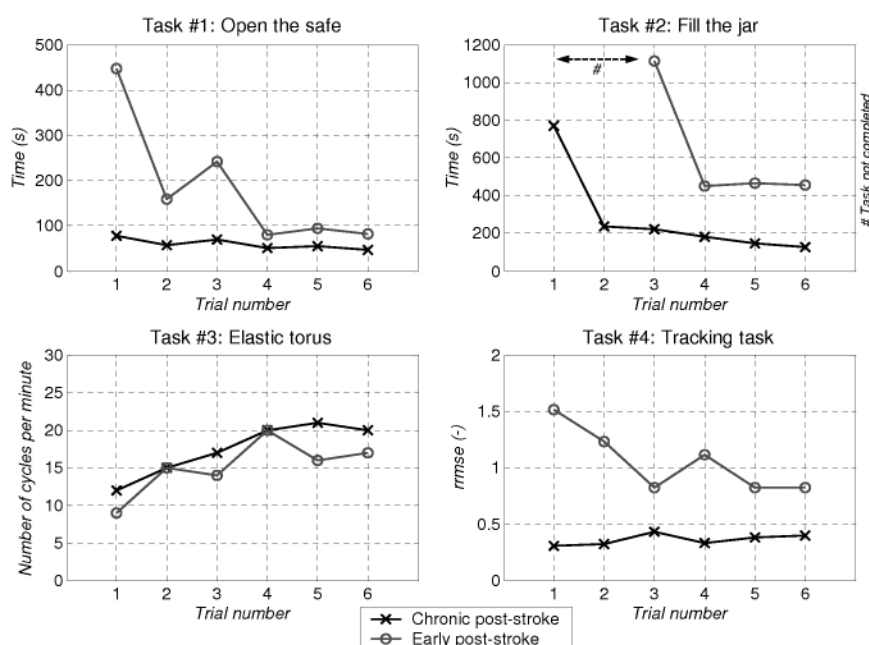 Task #1: Open the safe
500
400
300
200
100
0
Time (s)
1 2 3 4 5 6
Trial number
Task #2: Fill the jar
1200
1000
800
600
400
200
0
Time (s)
#
1 2 3 4 5 6
Trial number
# Task not completed
Task #3: Elastic torus
30
25
20
15
10
5
0
Number of cycles per minute
1 2 3 4 5 6
Trial number
Task #4: Tracking task
2
1.5
1
0.5
0
rrmse (-)
1 2 3 4 5 6
Trial number
Chronic post-stroke
Early post-stroke